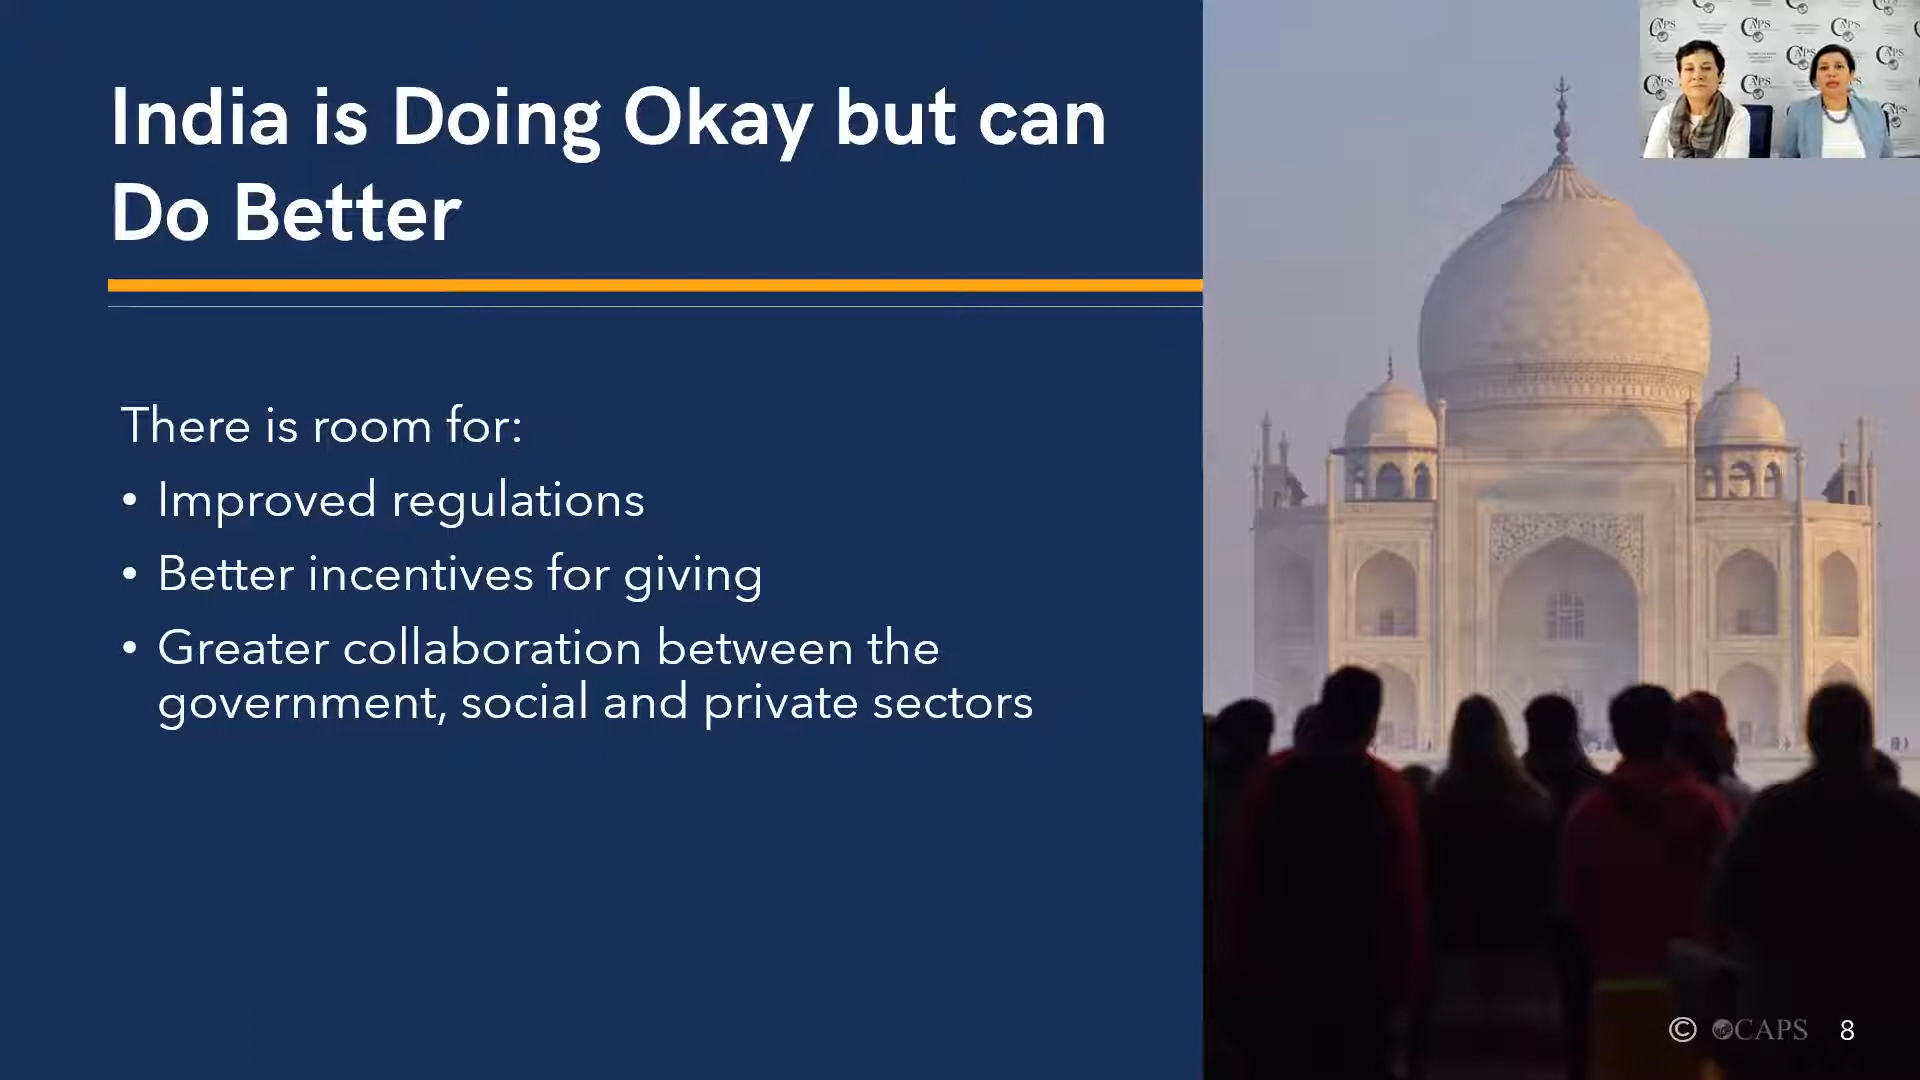 India is Doing Okay but can
Do Better
There is room for:
• Improved regulations
• Better incentives for giving
• Greater collaboration between the
government, social and private sectors
© CAPS 8